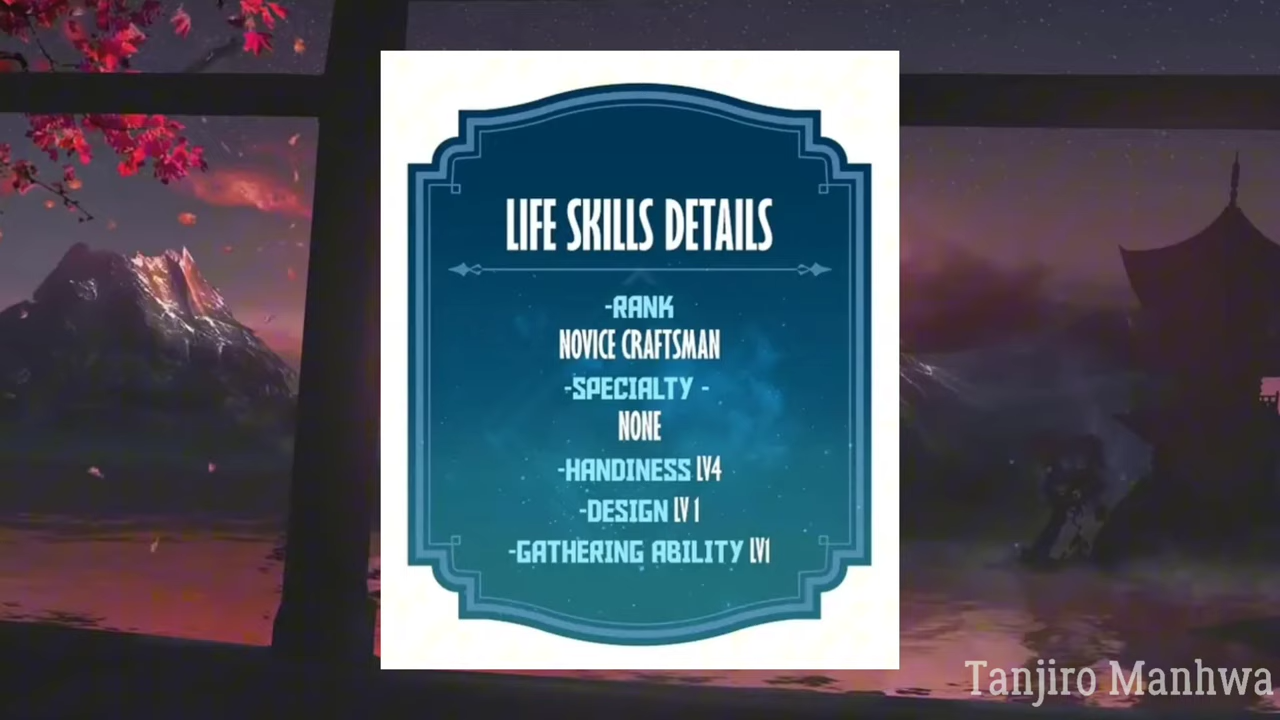 LIFE SKILLS DETAILS
-RANK
NOVICE CRAFTSMAN
-SPECIALTY -
NONE
-HANDINESS LV4
-DESIGN LV 1
-GATHERING ABILITY LV1
Tanjiro Manhwa